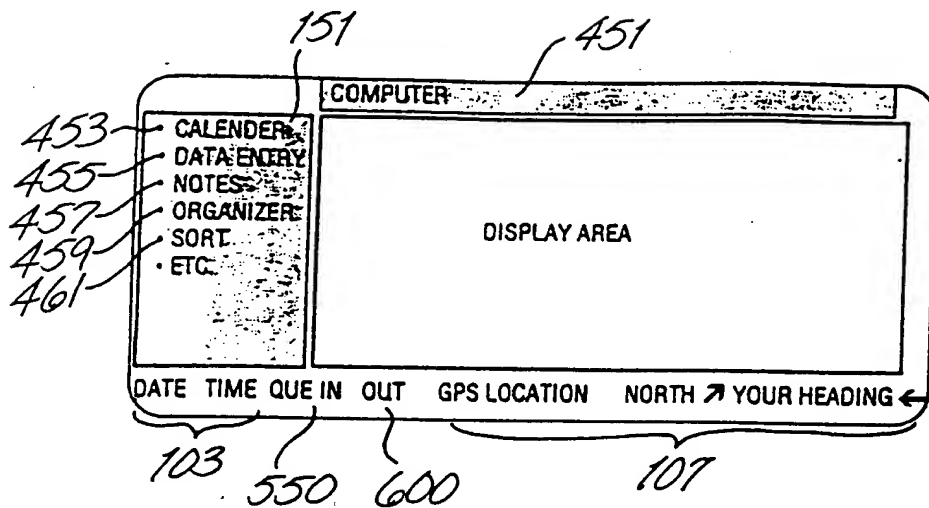 151 451
COMPUTER
453 • CALENDER
455 • DATA ENTRY
457 • NOTES
459 • ORGANIZER
461 • SORT
• ETC.
DISPLAY AREA
DATE TIME QUE IN OUT GPS LOCATION NORTH ↗ YOUR HEADING ←
103 550 600 107